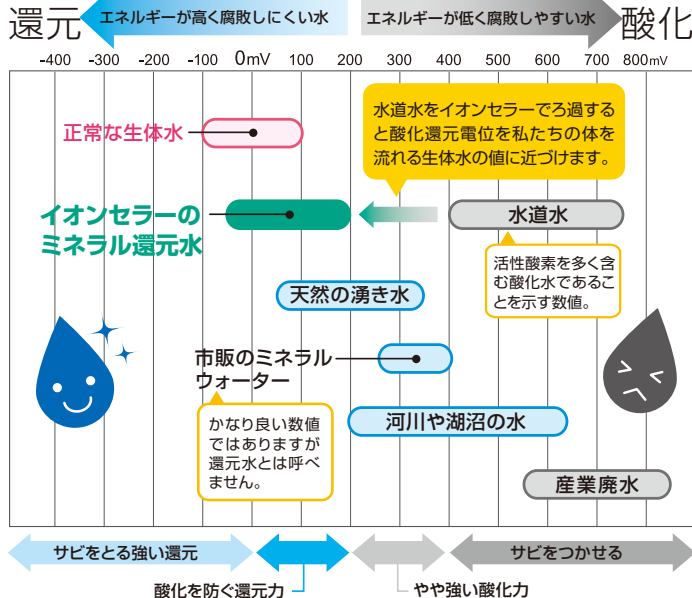 還元
エネルギーが高く腐敗しにくい水
エネルギーが低く腐敗しやすい水
酸化
-400 -300 -200 -100 0mV 100 200 300 400 500 600 700 800mV
正常な生体水
水道水をイオンセラーでろ過する
と酸化還元電位を私たちの体を
流れる生体水の値に近づけます。
イオンセラーの
ミネラル還元水
水道水
活性酸素を多く含
む酸化水であるこ
とを示す数値。
天然の湧き水
市販のミネラル
ウォーター
かなり良い数値
ではありますが
還元水とは呼べ
ません。
河川や湖沼の水
産業廃水
サビをとる強い還元
サビをつかせる
酸化を防ぐ還元力
やや強い酸化力